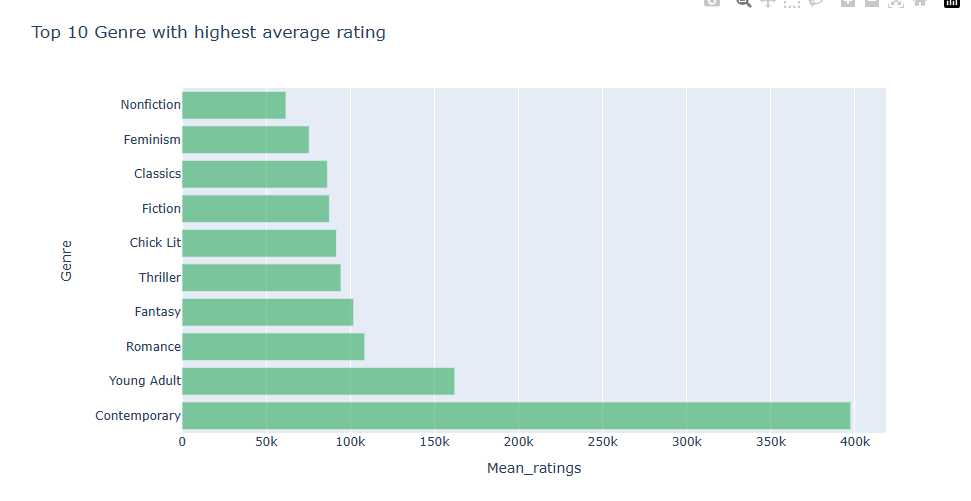 Top 10 Genre with highest average rating
Nonfiction
Feminism
Classics
Fiction
Chick Lit
Thriller
Fantasy
Romance
Young Adult
Contemporary
Genre
0 50k 100k 150k 200k 250k 300k 350k 400k
Mean_ratings